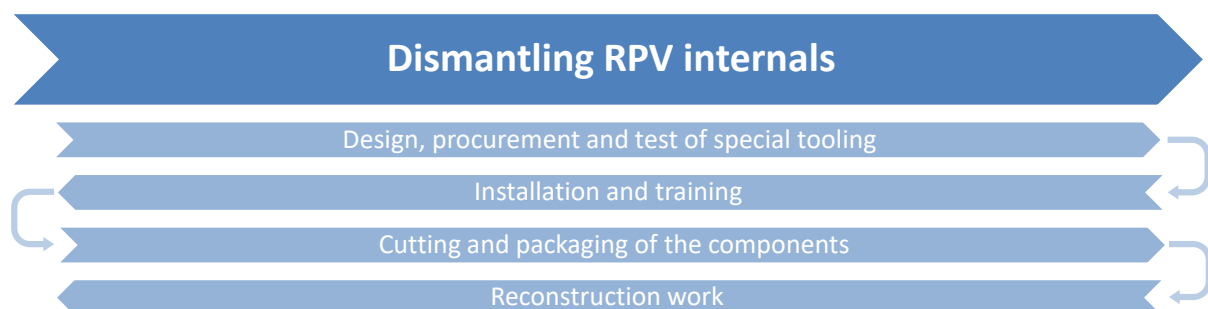 Dismantling RPV internals
Design, procurement and test of special tooling
Installation and training
Cutting and packaging of the components
Reconstruction work